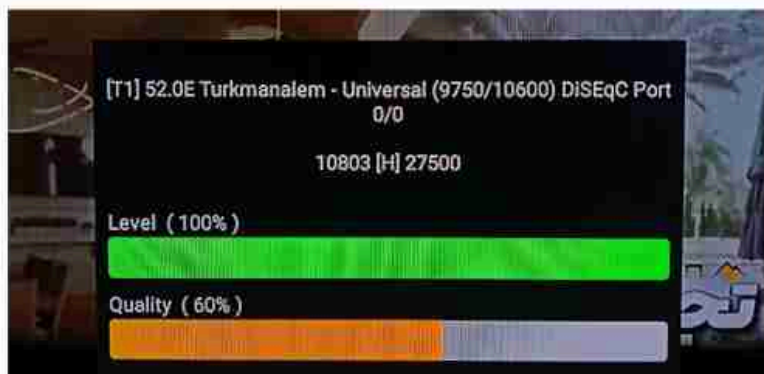 [T1] 52.0E Turkmanalem - Universal (9750/10600) DiSEqC Port
0/0
10803 [H] 27500
Level ( 100% )
Quality ( 60% )